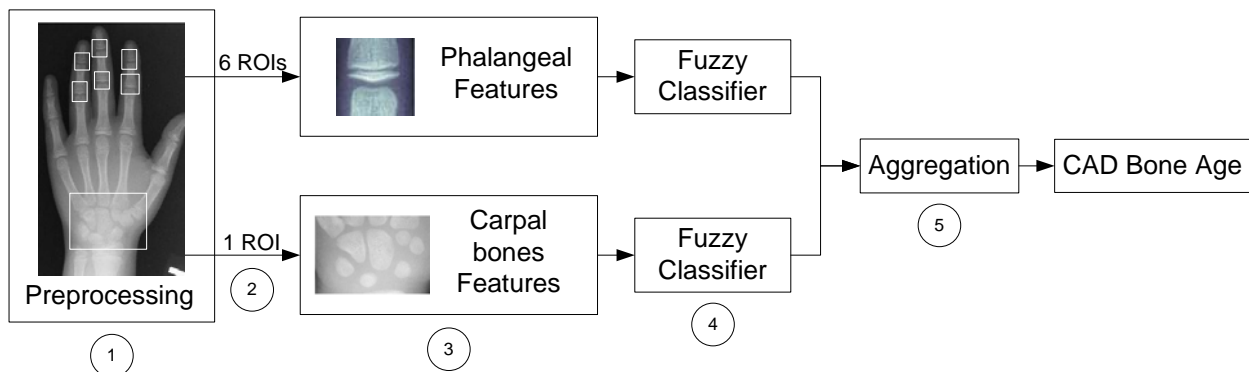 Preprocessing
1
6 ROIs
1 ROI
2
Phalangeal
Features
Carpal
bones
Features
3
Fuzzy
Classifier
Fuzzy
Classifier
4
Aggregation
5
CAD Bone Age